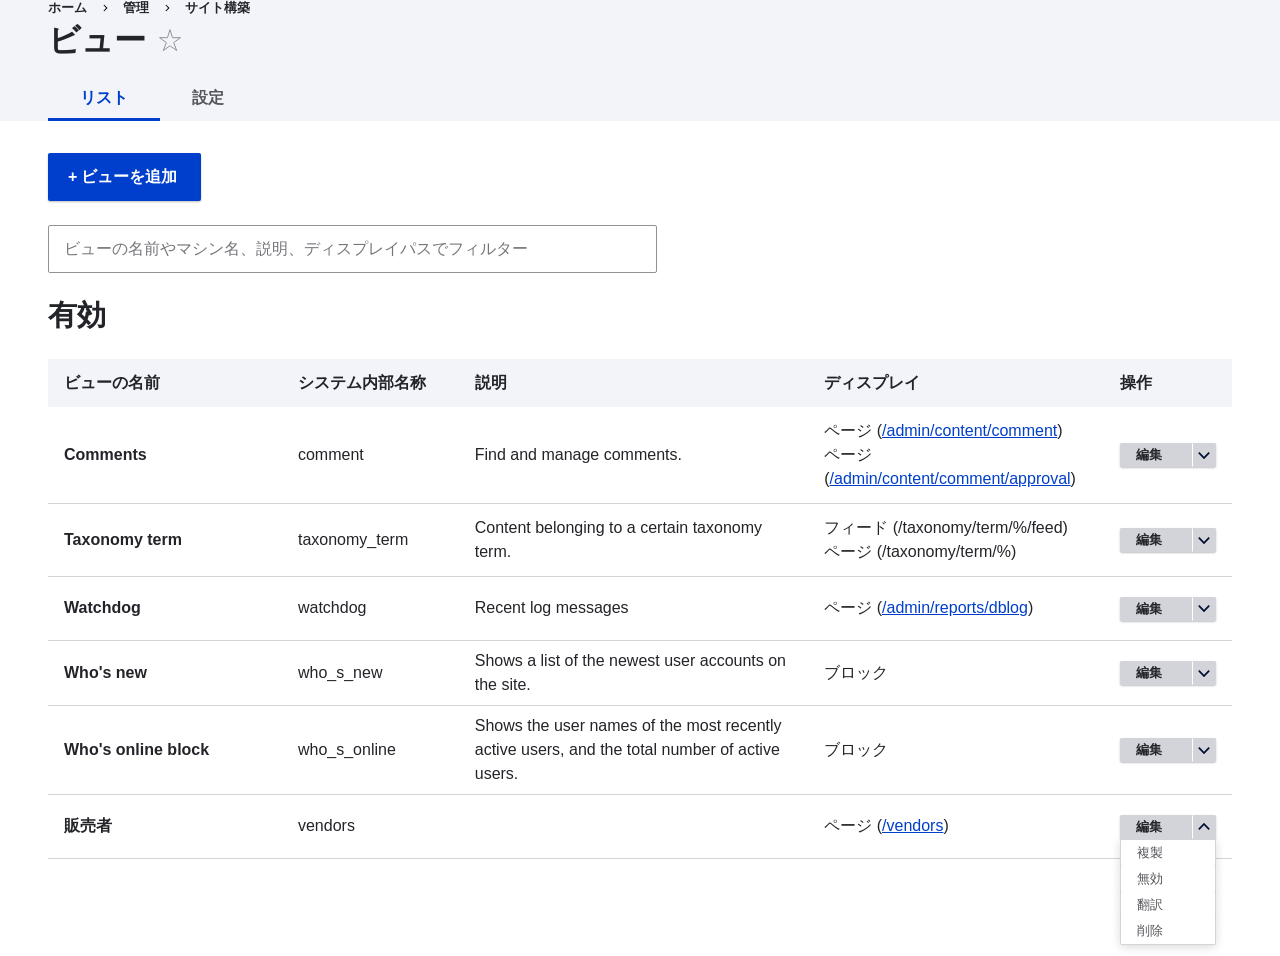 ホーム › 管理 › サイト構築
ビュー ☆
リスト 設定
+ ビューを追加
ビューの名前やマシン名、説明、ディスプレイパスでフィルター
有効
ビューの名前 システム内部名称 説明 ディスプレイ 操作
Comments comment Find and manage comments. ページ (/admin/content/comment)
ページ
(/admin/content/comment/approval) 編集
Taxonomy term taxonomy_term Content belonging to a certain taxonomy
term. フィード (/taxonomy/term/%/feed)
ページ (/taxonomy/term/%) 編集
Watchdog watchdog Recent log messages ページ (/admin/reports/dblog) 編集
Who's new who_s_new Shows a list of the newest user accounts on
the site. ブロック 編集
Who's online block who_s_online Shows the user names of the most recently
active users, and the total number of active
users. ブロック 編集
販売者 vendors ページ (/vendors) 編集
複製
無効
翻訳
削除